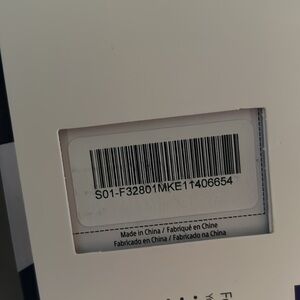 S01-F32801MKE11406654
Made in China / Fabriqué en Chine
Fabricado en China / Fabricado na China